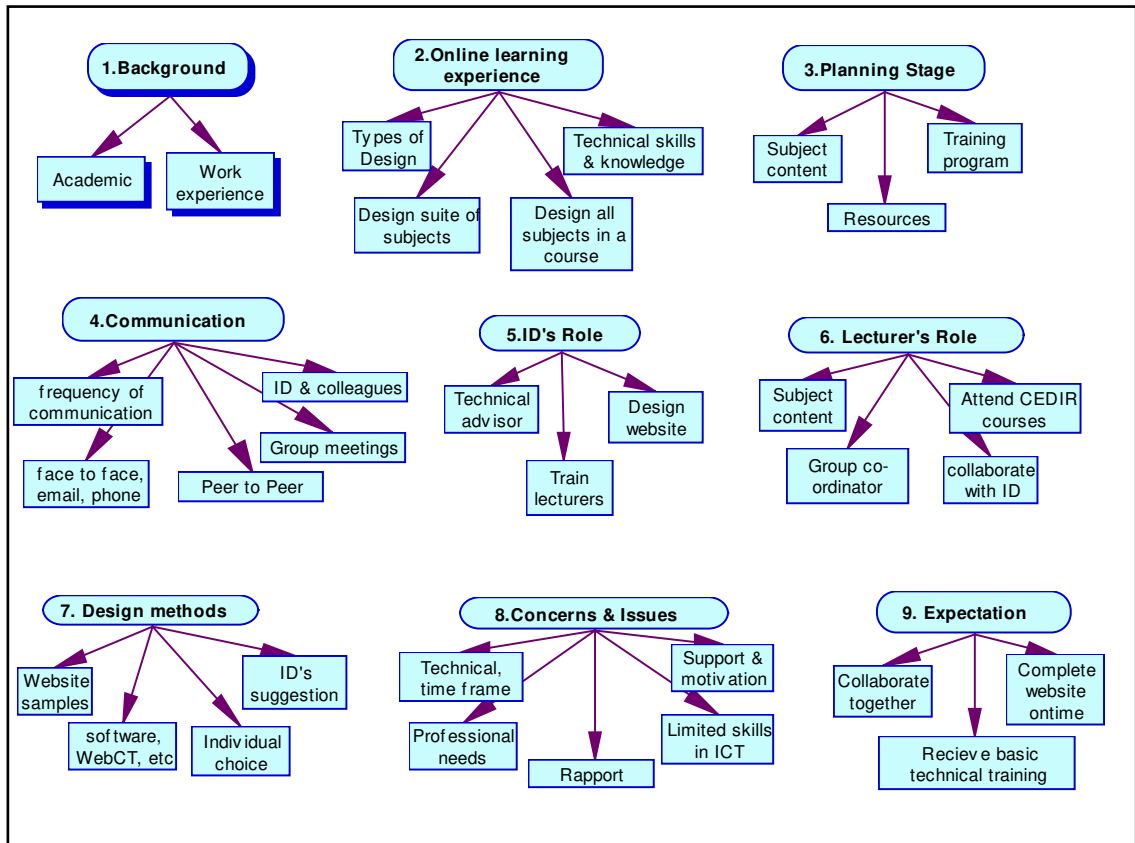 1.Background
Academic
Work
experience
2.Online learning
experience
Types of
Design
Technical skills
& knowledge
Design suite of
subjects
Design all
subjects in a
course
3.Planning Stage
Subject
content
Training
program
Resources
4.Communication
frequency of
communication
ID & colleagues
Group meetings
face to face,
email, phone
Peer to Peer
5.ID's Role
Technical
advisor
Design
website
Train
lecturers
6. Lecturer's Role
Subject
content
Attend CEDIR
courses
Group co-
ordinator
collaborate
with ID
7. Design methods
Website
samples
ID's
suggestion
software,
WebCT, etc
Individual
choice
8.Concerns & Issues
Technical,
time frame
Support &
motivation
Professional
needs
Limited skills
in ICT
Rapport
9. Expectation
Collaborate
together
Complete
website
ontime
Recieve basic
technical training